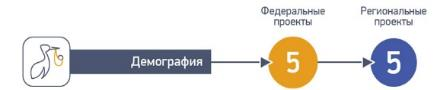 Федеральные
проекты
Региональные
проекты
Демография
5
5